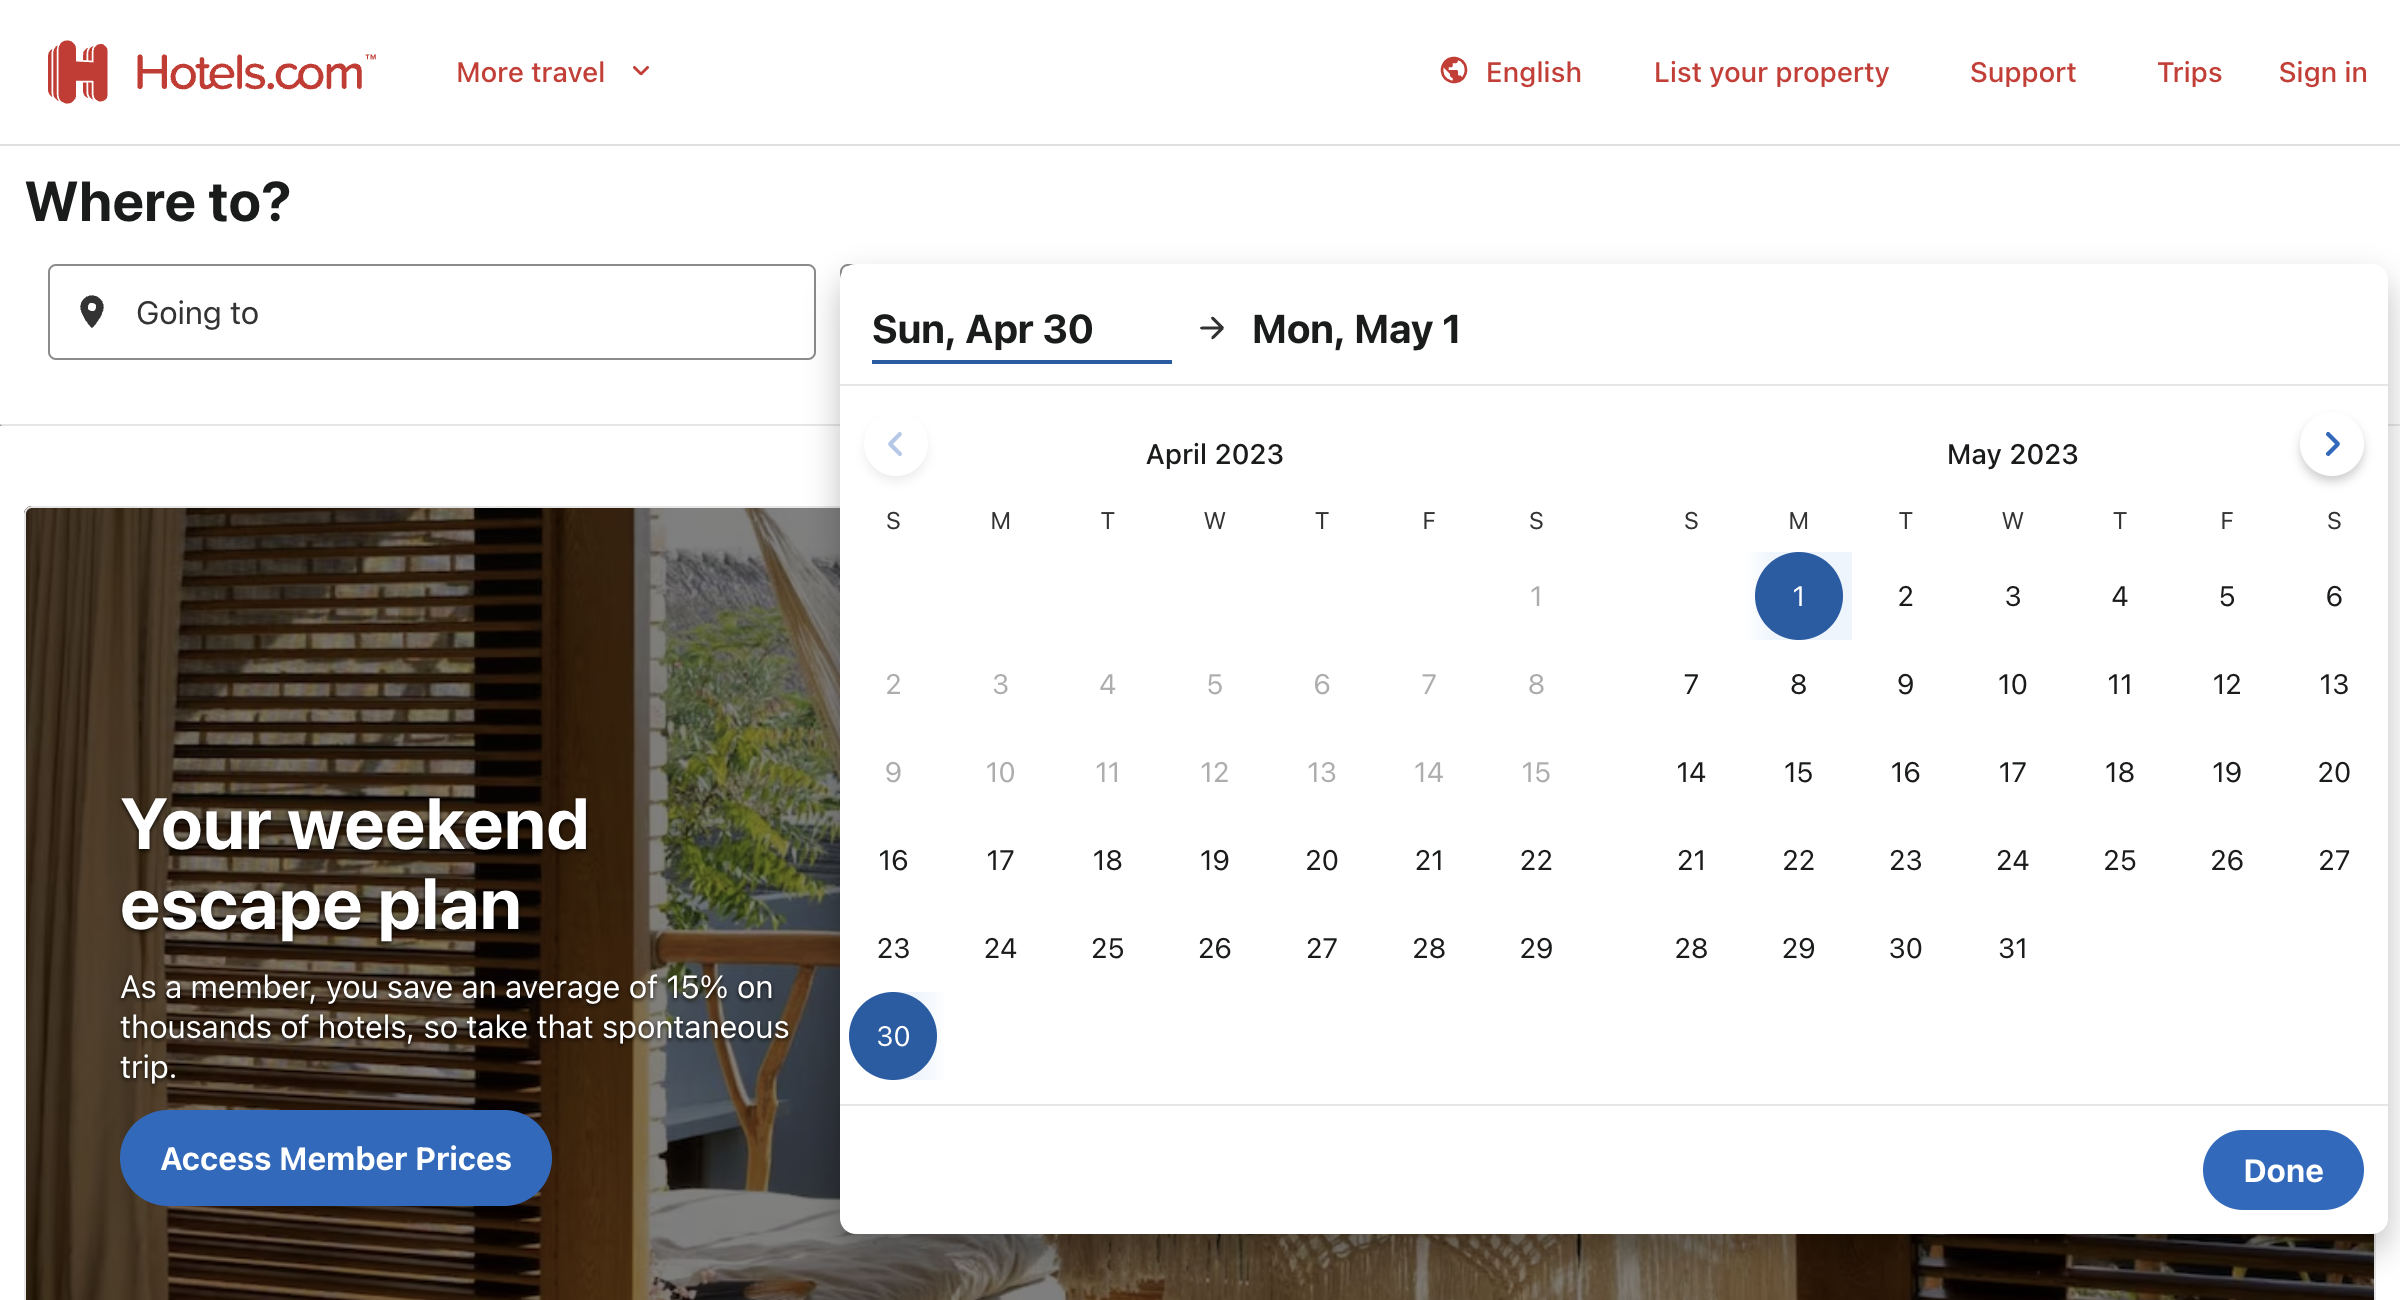 Hotels.com™
More travel
English
List your property
Support
Trips
Sign in
Where to?
Going to
Sun, Apr 30
Mon, May 1
April 2023
S M T W T F S
1
2 3 4 5 6 7 8
9 10 11 12 13 14 15
16 17 18 19 20 21 22
23 24 25 26 27 28 29
30
May 2023
S M T W T F S
1 2 3 4 5 6
7 8 9 10 11 12 13
14 15 16 17 18 19 20
21 22 23 24 25 26 27
28 29 30 31
Done
Your weekend
escape plan
As a member, you save an average of 15% on
thousands of hotels, so take that spontaneous
trip.
Access Member Prices